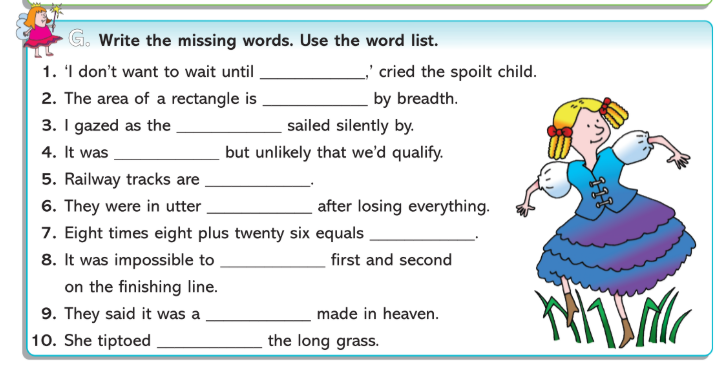 G. Write the missing words. Use the word list.
1. ‘I don’t want to wait until ____________,’ cried the spoilt child.
2. The area of a rectangle is ____________ by breadth.
3. I gazed as the ____________ sailed silently by.
4. It was ____________ but unlikely that we’d qualify.
5. Railway tracks are ____________.
6. They were in utter ____________ after losing everything.
7. Eight times eight plus twenty six equals ____________.
8. It was impossible to ____________ first and second
on the finishing line.
9. They said it was a ____________ made in heaven.
10. She tiptoed ____________ the long grass.